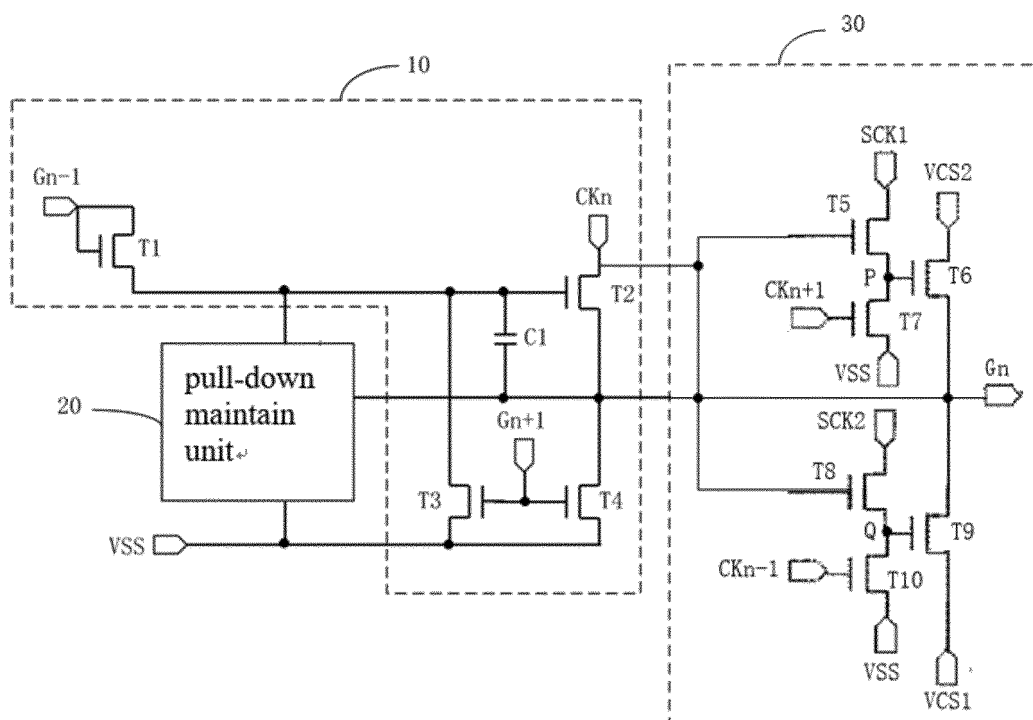 30
10
SCK1
Gn-1
CKn
VCS2
T5
T1
P
T6
T2
CKn+1
C1
T7
pull-down
maintain
unit↵
VSS
Gn
20
Gn+1
SCK2
T8
T3
T4
Q
T9
VSS
CKn-1
T10
VSS
VCS1